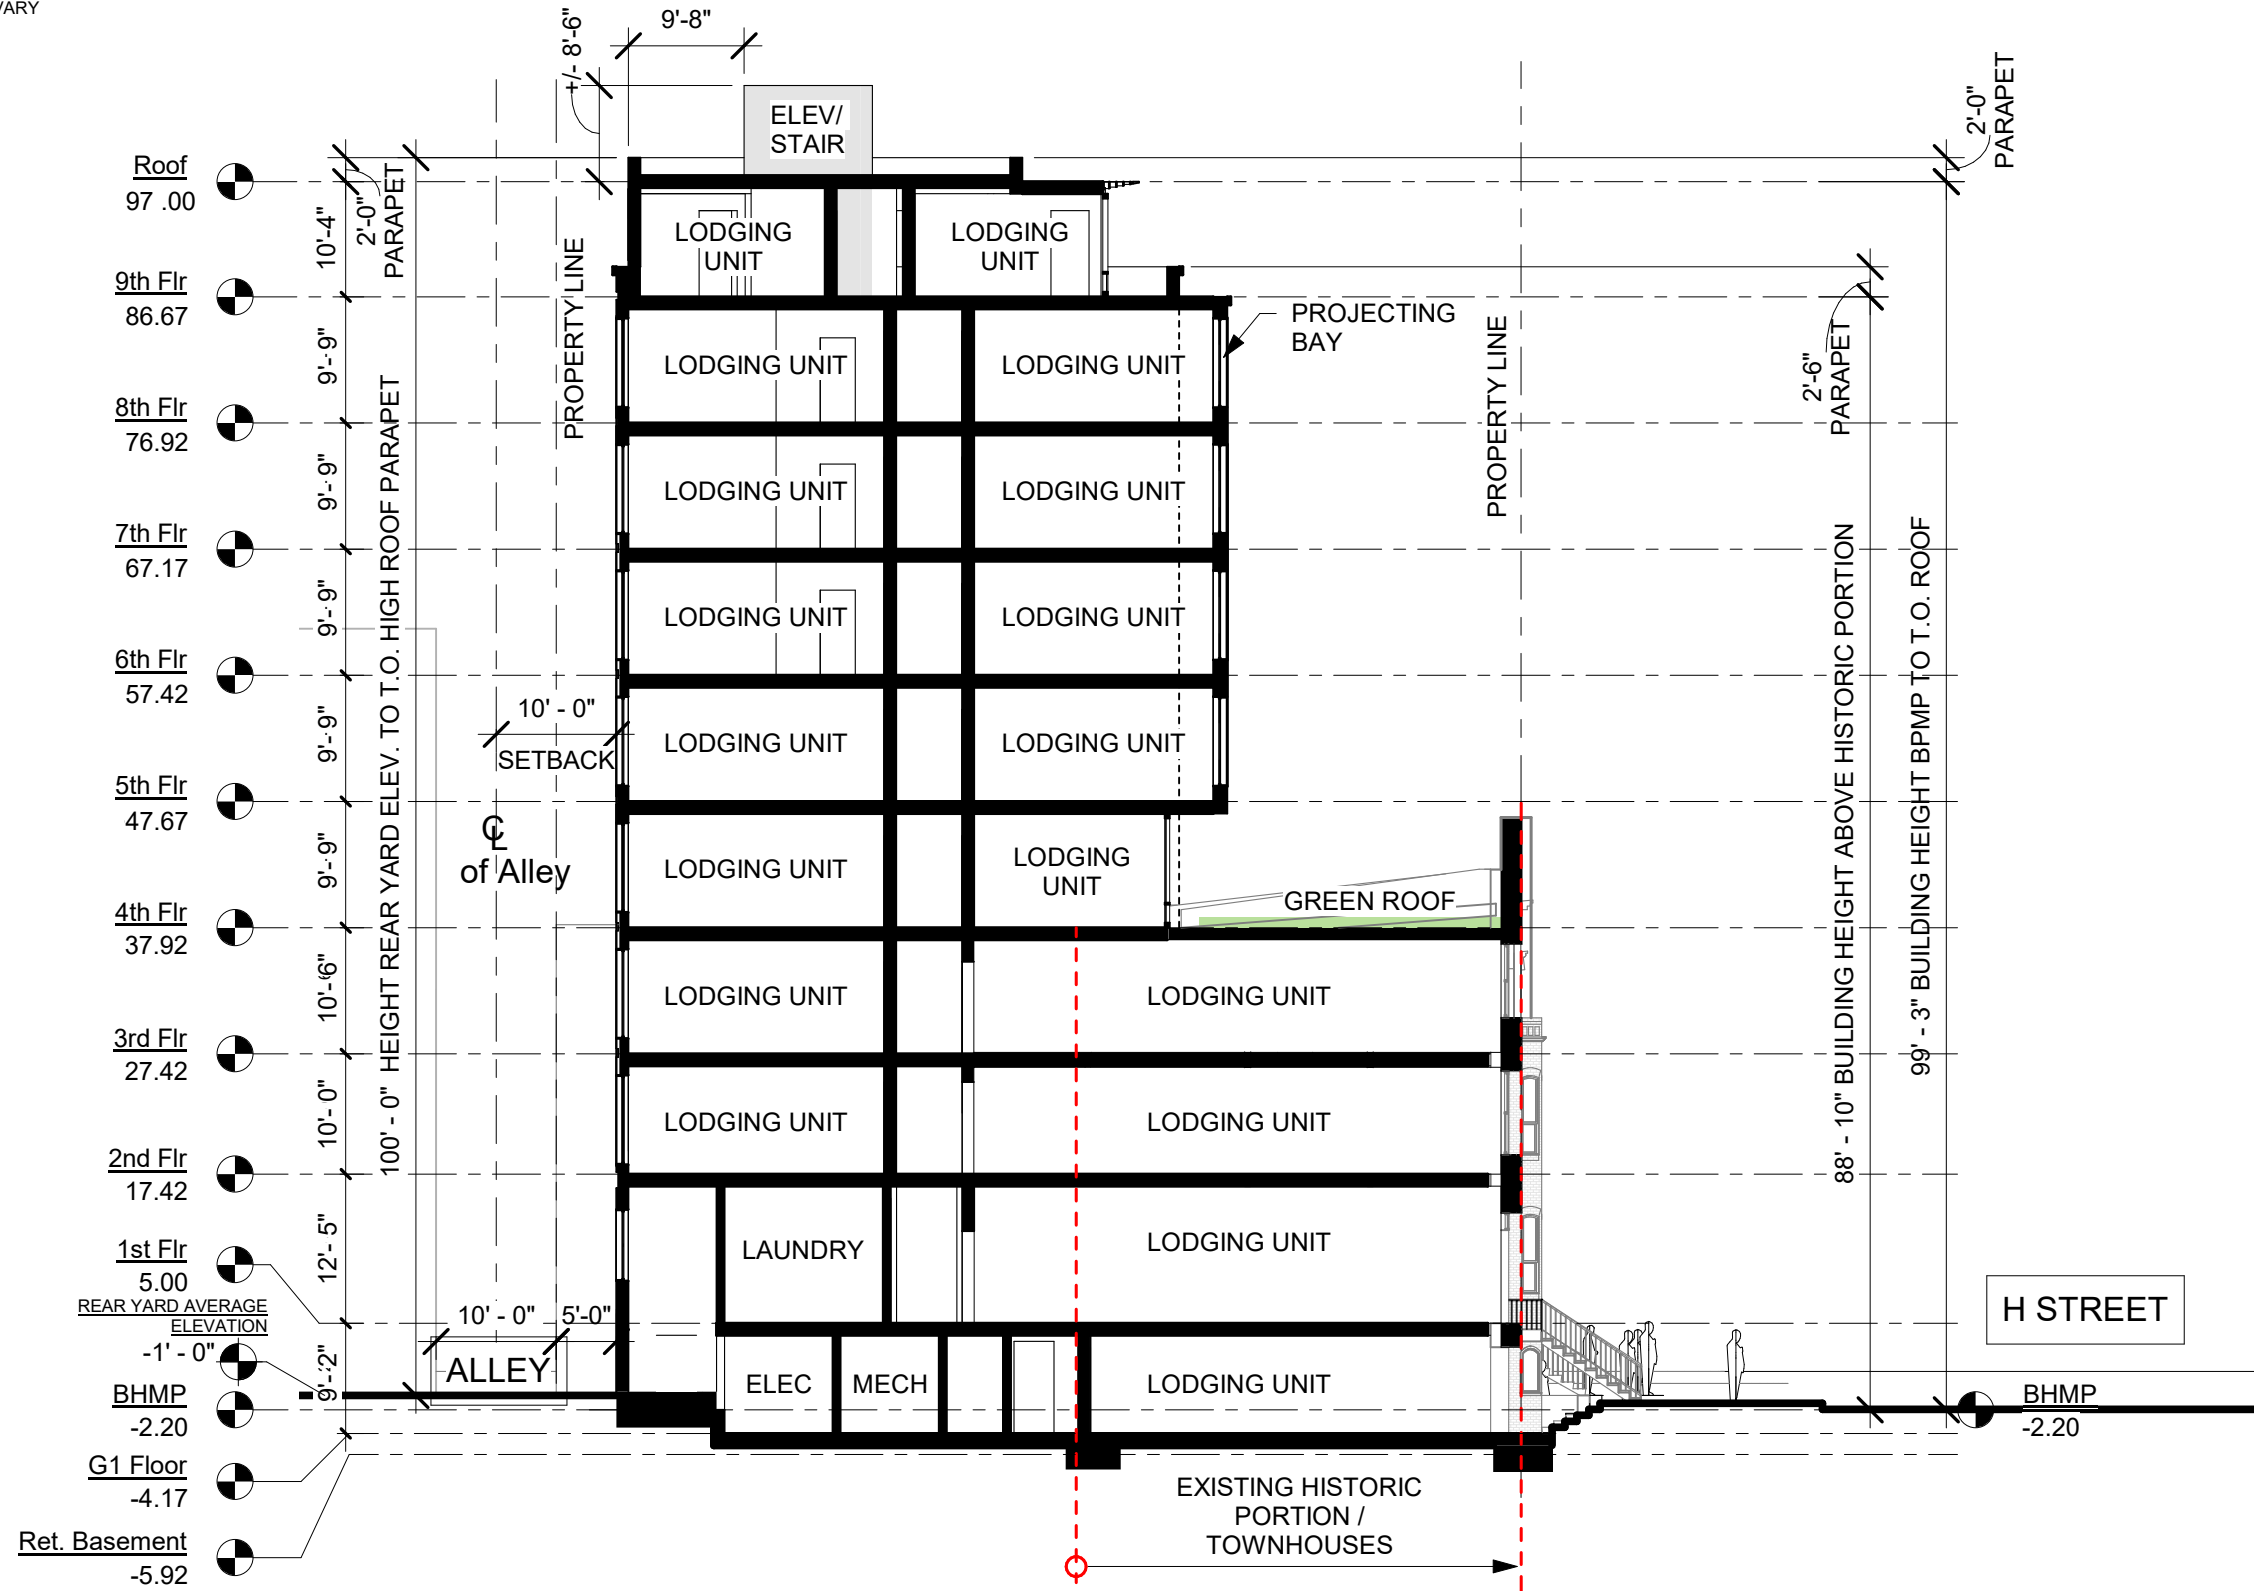 VARY
9'-8"
+/- 8'-6"
2'-0"
PARAPET
ELEV/
STAIR
Roof
97 .00
10'-4"
2'-0"
PARAPET
LODGING
UNIT
LODGING
UNIT
9th Flr
86.67
PROPERTY LINE
PROJECTING
BAY
PROPERTY LINE
2'-6"
PARAPET
9'-9"
LODGING UNIT
LODGING UNIT
8th Flr
76.92
9'-9"
LODGING UNIT
LODGING UNIT
7th Flr
67.17
9'-9"
LODGING UNIT
LODGING UNIT
6th Flr
57.42
10' - 0"
SETBACK
9'-9"
LODGING UNIT
LODGING UNIT
5th Flr
47.67
100' - 0" HEIGHT REAR YARD ELEV. TO T.O. HIGH ROOF PARAPET
88' - 10" BUILDING HEIGHT ABOVE HISTORIC PORTION
99' - 3" BUILDING HEIGHT BPMP TO T.O. ROOF
CL
of Alley
9'-9"
LODGING UNIT
LODGING
UNIT
GREEN ROOF
4th Flr
37.92
10'-6"
LODGING UNIT
LODGING UNIT
3rd Flr
27.42
10'- 0"
LODGING UNIT
LODGING UNIT
2nd Flr
17.42
12'- 5"
LAUNDRY
LODGING UNIT
1st Flr
5.00
REAR YARD AVERAGE
ELEVATION
-1' - 0"
10' - 0"
5'-0"
H STREET
9'-2"
ALLEY
ELEC
MECH
LODGING UNIT
BHMP
-2.20
BHMP
-2.20
G1 Floor
-4.17
Ret. Basement
-5.92
EXISTING HISTORIC
PORTION /
TOWNHOUSES